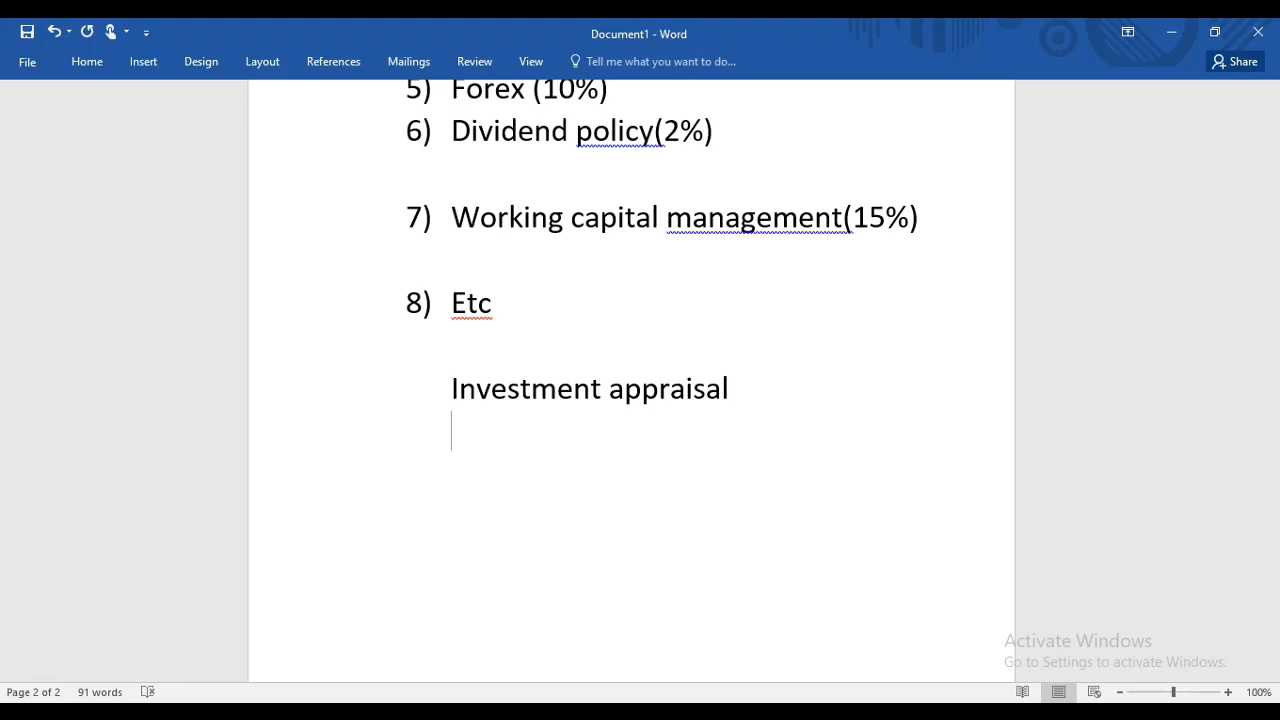 Document1 - Word
File Home Insert Design Layout References Mailings Review View Tell me what you want to do... Share
5) Forex (10%)
6) Dividend policy(2%)
7) Working capital management(15%)
8) Etc
Investment appraisal
Activate Windows
Go to Settings to activate Windows.
Page 2 of 2 91 words 100%